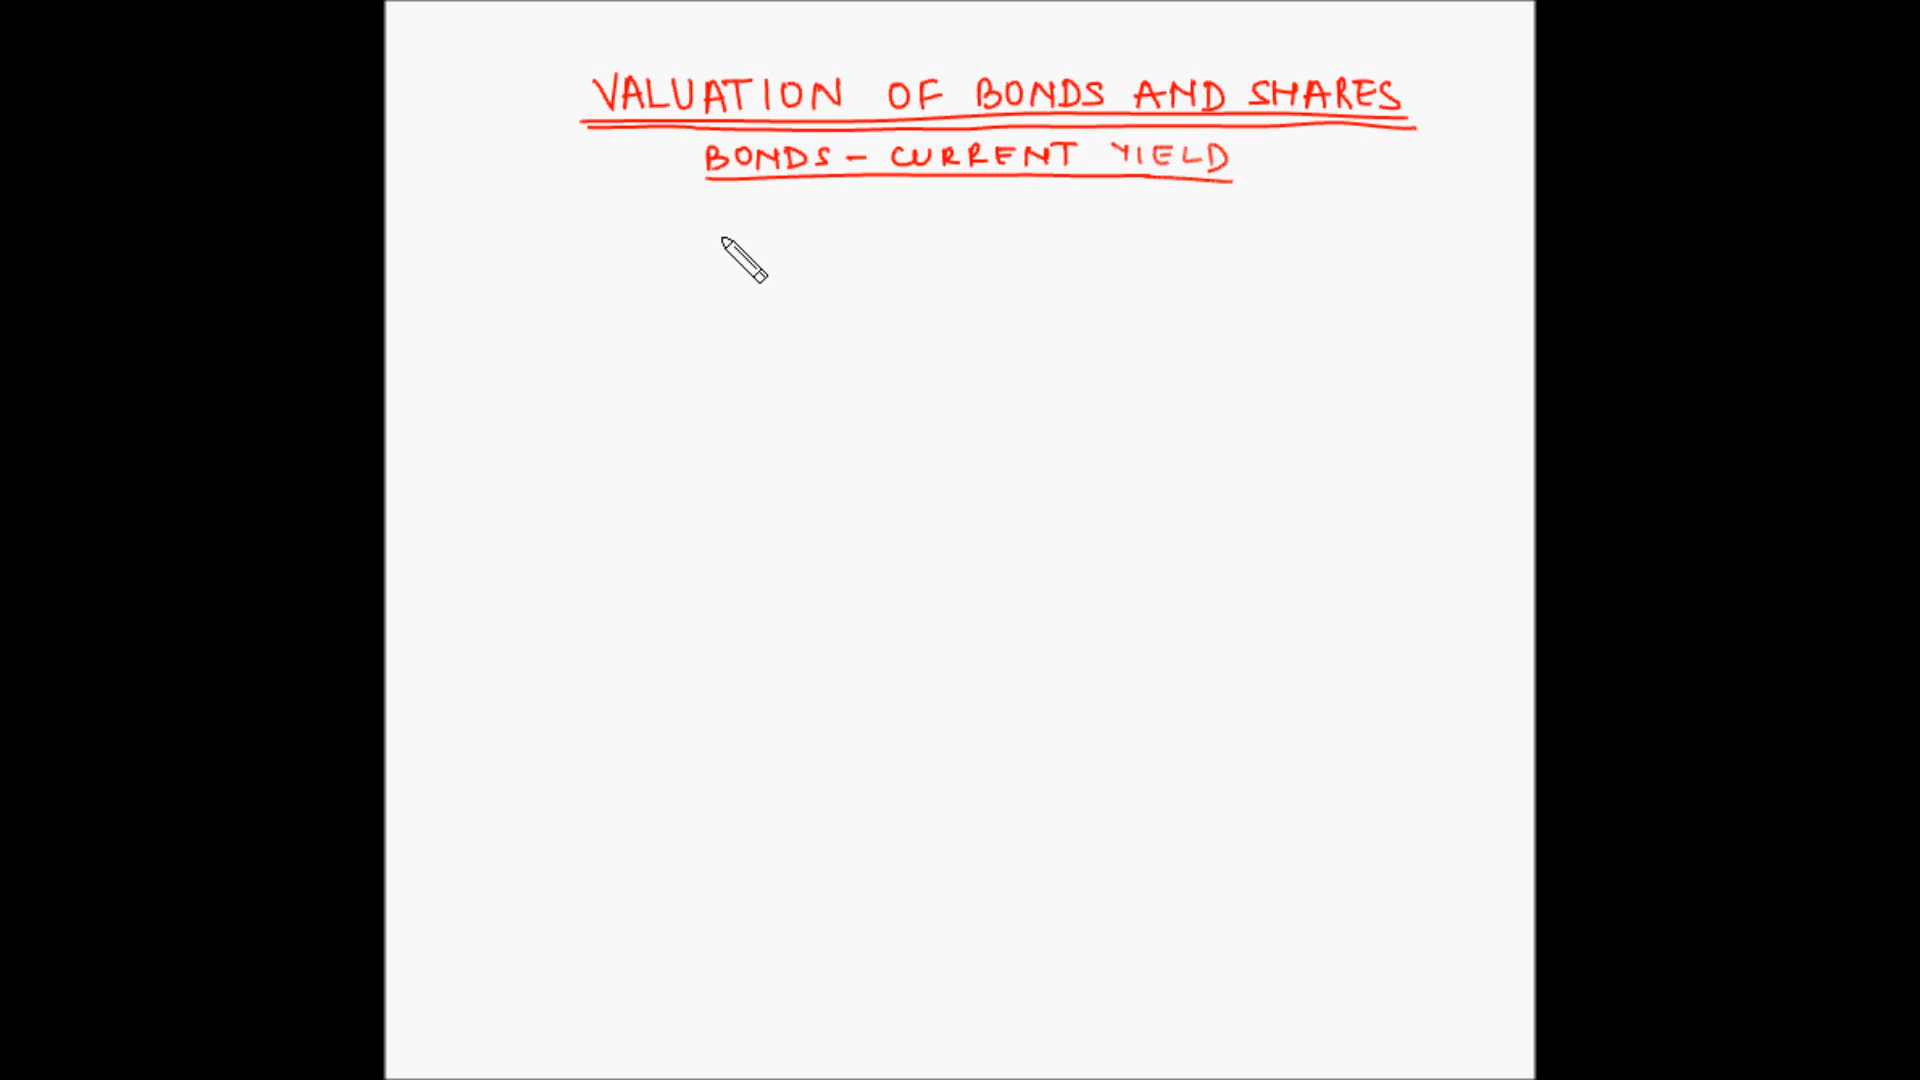 VALUATION OF BONDS AND SHARES
BONDS - CURRENT YIELD